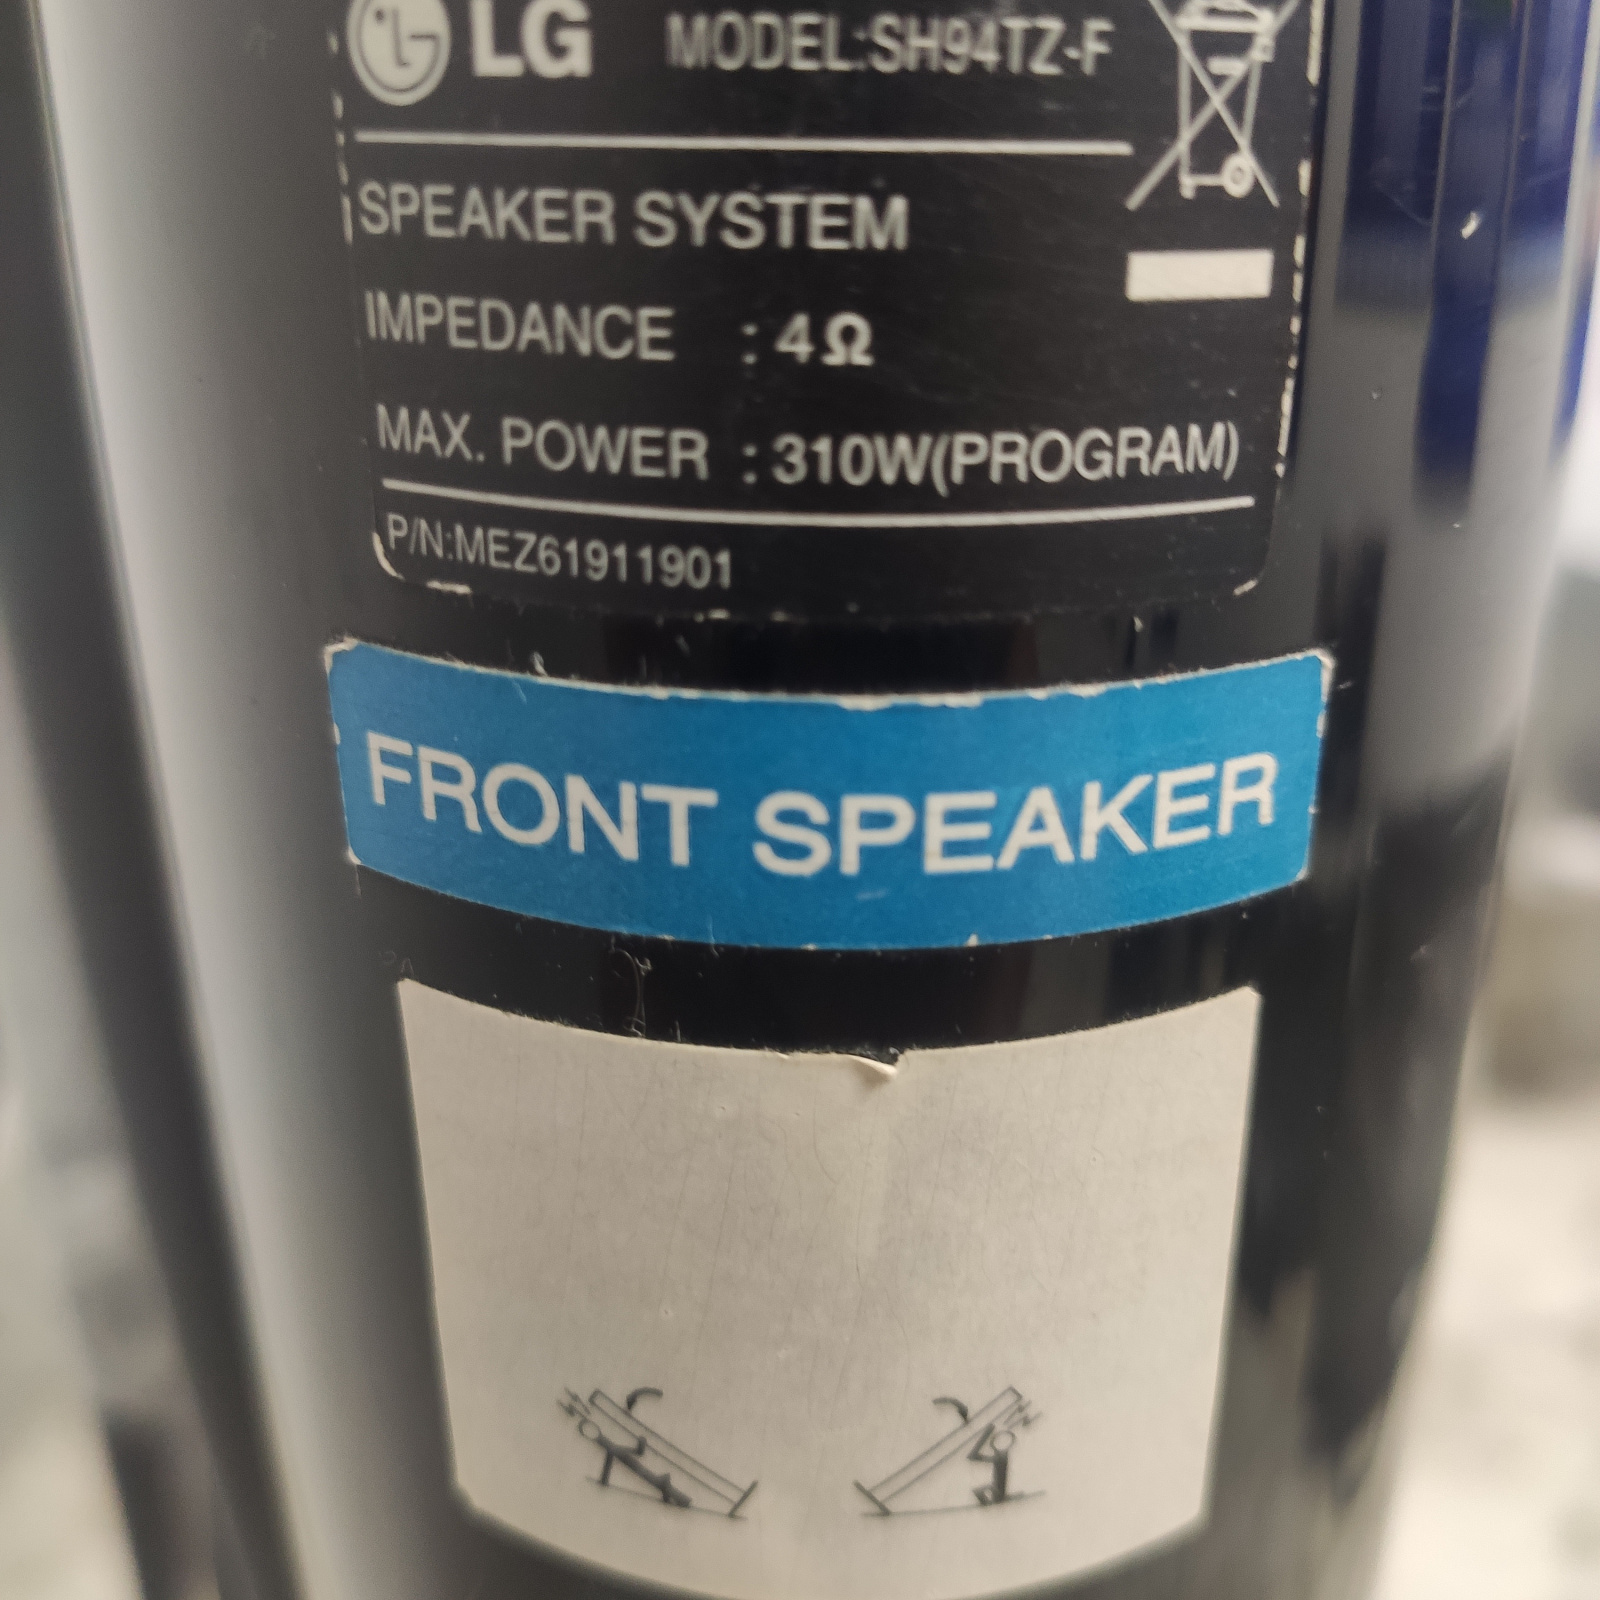 LG MODEL:SH94TZ-F
SPEAKER SYSTEM
IMPEDANCE : 4Ω
MAX. POWER : 310W(PROGRAM)
P/N:MEZ61911901
FRONT SPEAKER